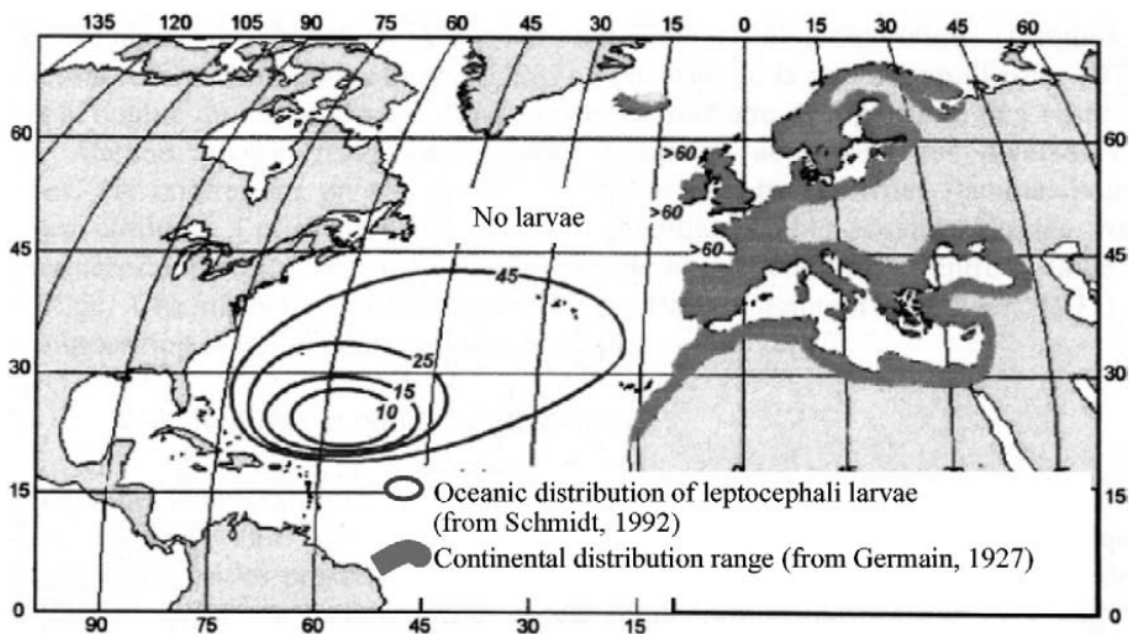 135 120 105 90 75 60 45 30 15 0 15 30 45 60
60 60
>60
>60
No larvae
>60
45 45
45
30 30
25
15
10
15 15
Oceanic distribution of leptocephali larvae
(from Schmidt, 1992)
Continental distribution range (from Germain, 1927)
0 0
90 75 60 45 30 15